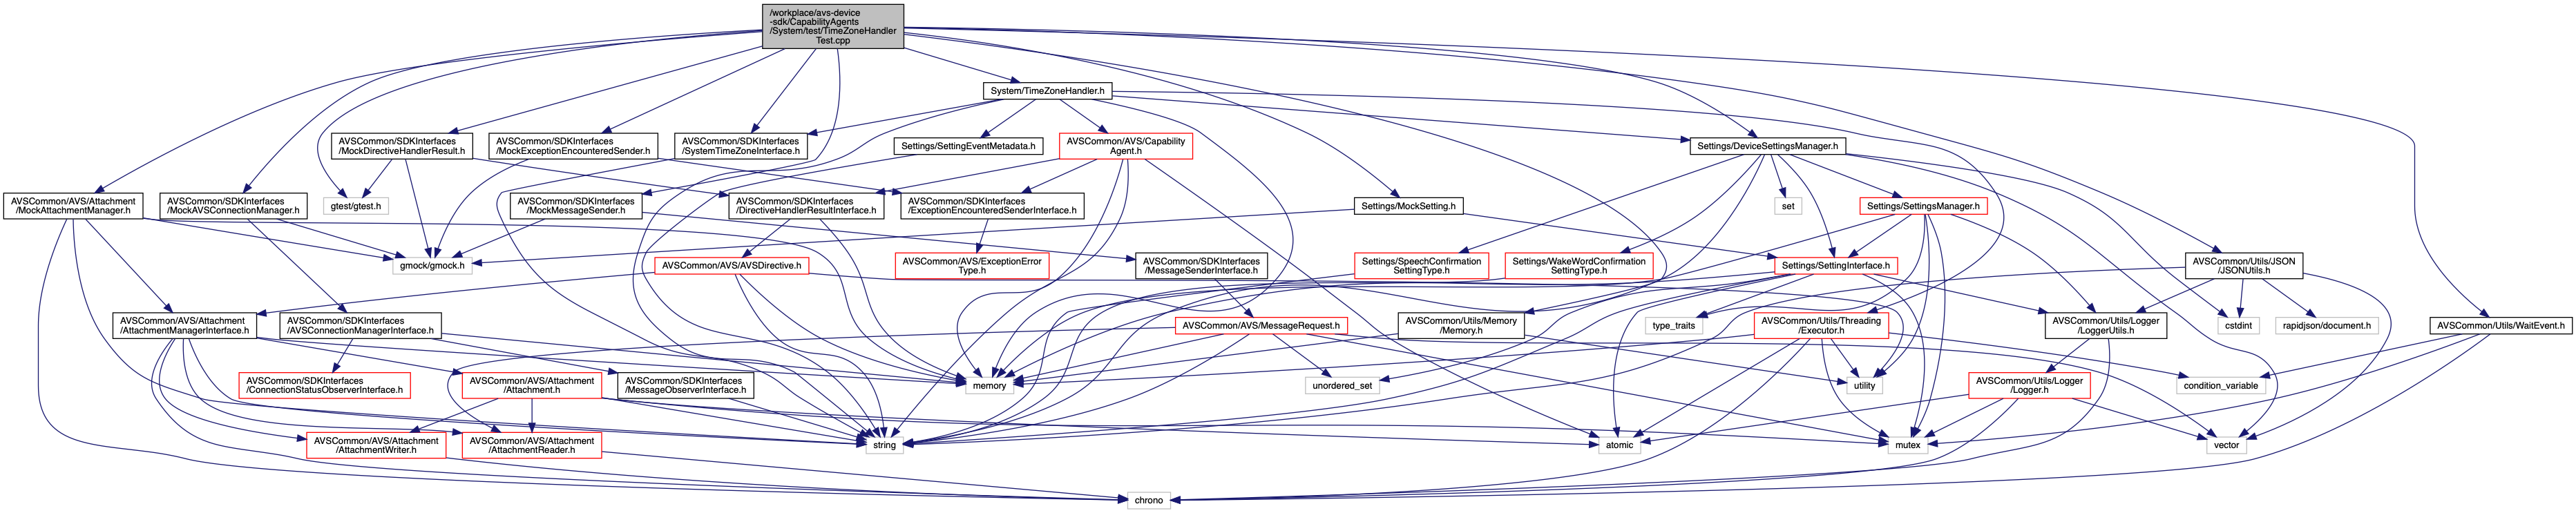 /workplace/avs-device
-sdk/CapabilityAgents
/System/test/TimeZoneHandler
Test.cpp
System/TimeZoneHandler.h
AVSCommon/SDKInterfaces
/MockDirectiveHandlerResult.h
AVSCommon/SDKInterfaces
/MockExceptionEncounteredSender.h
AVSCommon/SDKInterfaces
/SystemTimeZoneInterface.h
Settings/SettingEventMetadata.h
AVSCommon/AVS/Capability
Agent.h
Settings/DeviceSettingsManager.h
AVSCommon/AVS/Attachment
/MockAttachmentManager.h
AVSCommon/SDKInterfaces
/MockAVSConnectionManager.h
gtest/gtest.h
AVSCommon/SDKInterfaces
/MockMessageSender.h
AVSCommon/SDKInterfaces
/DirectiveHandlerResultInterface.h
AVSCommon/SDKInterfaces
/ExceptionEncounteredSenderInterface.h
Settings/MockSetting.h
set
Settings/SettingsManager.h
gmock/gmock.h
AVSCommon/AVS/AVSDirective.h
AVSCommon/AVS/ExceptionError
Type.h
AVSCommon/SDKInterfaces
/MessageSenderInterface.h
Settings/SpeechConfirmation
SettingType.h
Settings/WakeWordConfirmation
SettingType.h
Settings/SettingInterface.h
AVSCommon/Utils/JSON
/JSONUtils.h
AVSCommon/AVS/Attachment
/AttachmentManagerInterface.h
AVSCommon/SDKInterfaces
/AVSConnectionManagerInterface.h
AVSCommon/AVS/MessageRequest.h
AVSCommon/Utils/Memory
/Memory.h
type_traits
AVSCommon/Utils/Threading
/Executor.h
AVSCommon/Utils/Logger
/LoggerUtils.h
cstdint
rapidjson/document.h
AVSCommon/Utils/WaitEvent.h
AVSCommon/SDKInterfaces
/ConnectionStatusObserverInterface.h
AVSCommon/AVS/Attachment
/Attachment.h
AVSCommon/SDKInterfaces
/MessageObserverInterface.h
memory
unordered_set
utility
AVSCommon/Utils/Logger
/Logger.h
condition_variable
AVSCommon/AVS/Attachment
/AttachmentWriter.h
AVSCommon/AVS/Attachment
/AttachmentReader.h
string
atomic
mutex
vector
chrono